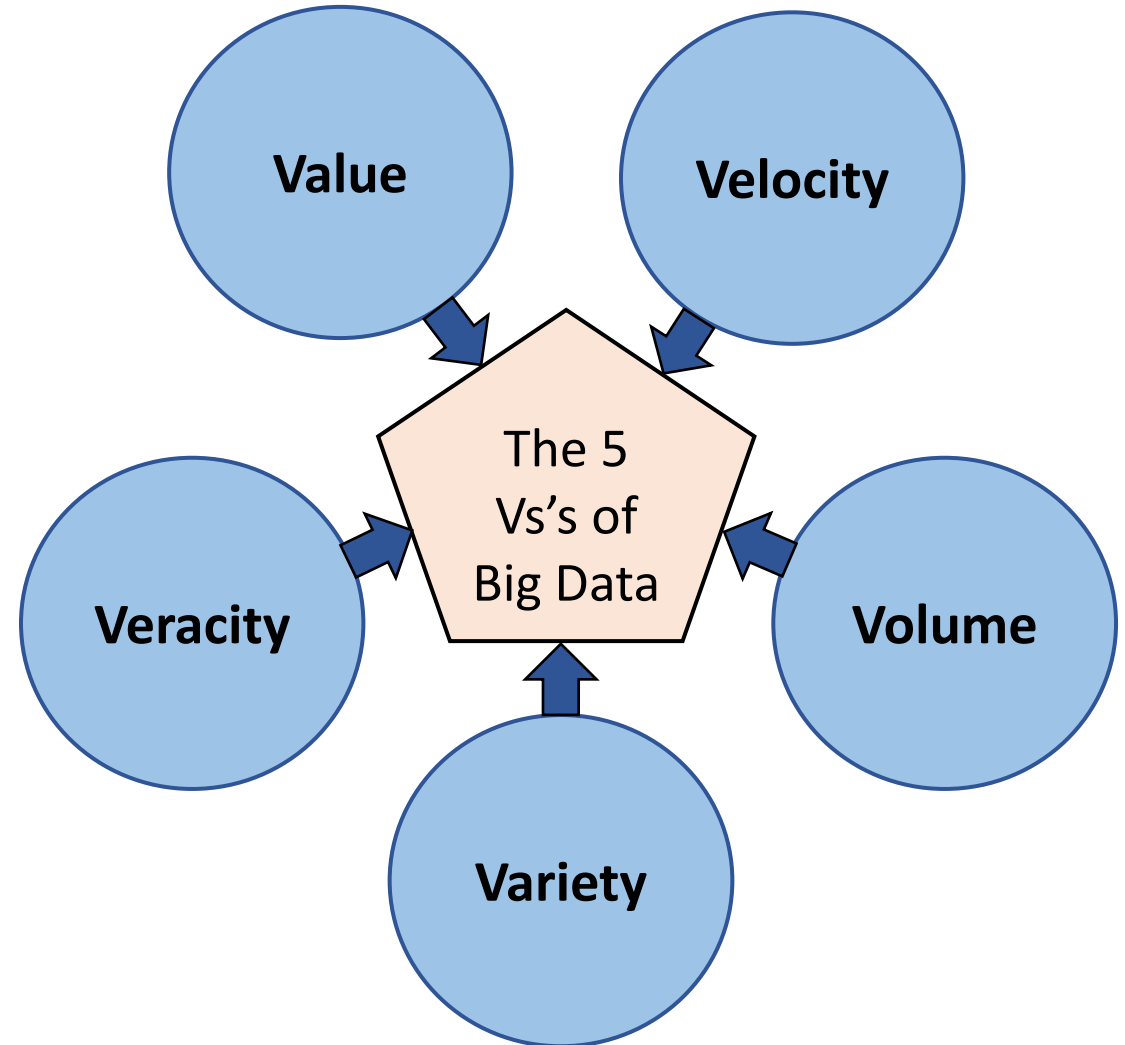 Value
Velocity
The 5
Vs’s of
Big Data
Veracity
Volume
Variety